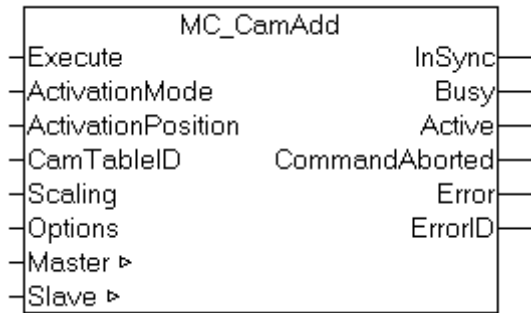 MC_CamAdd
Execute InSync
ActivationMode Busy
ActivationPosition Active
CamTableID CommandAborted
Scaling Error
Options ErrorID
Master
Slave